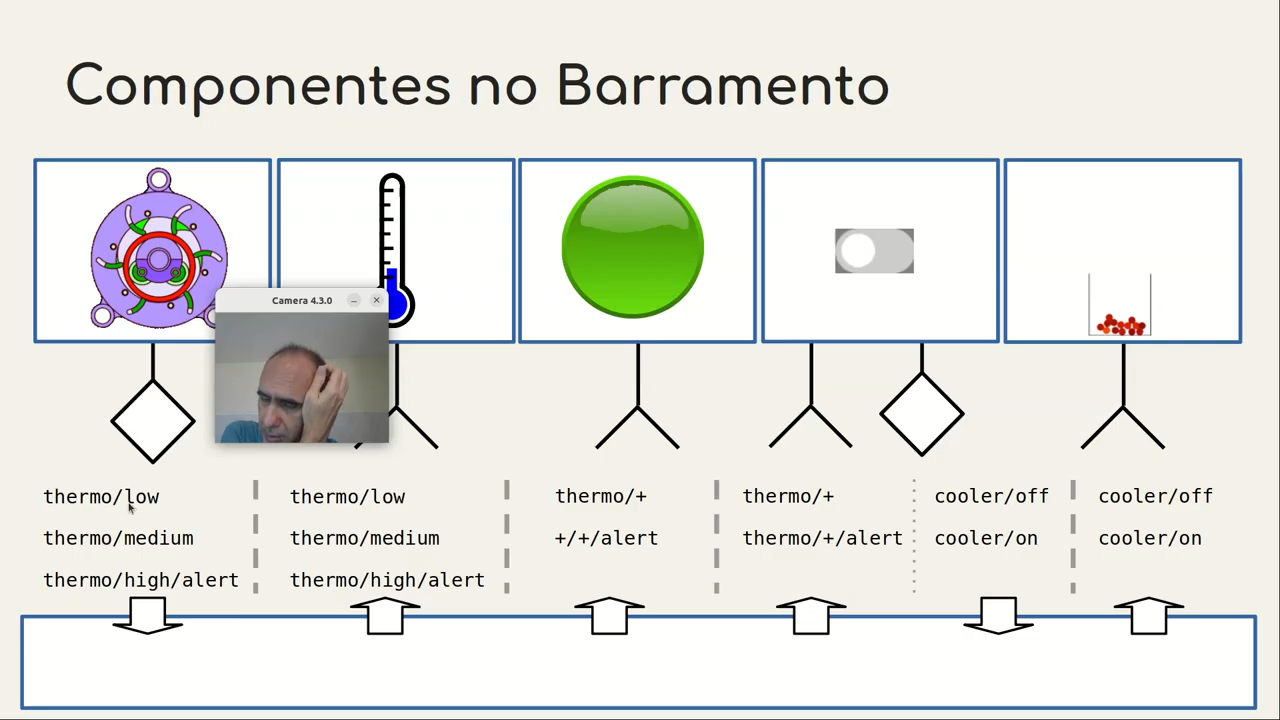 Componentes no Barramento
Camera 4.3.0
thermo/low
thermo/medium
thermo/high/alert
thermo/low
thermo/medium
thermo/high/alert
thermo/+
+/+/alert
thermo/+
thermo/+/alert
cooler/off
cooler/on
cooler/off
cooler/on